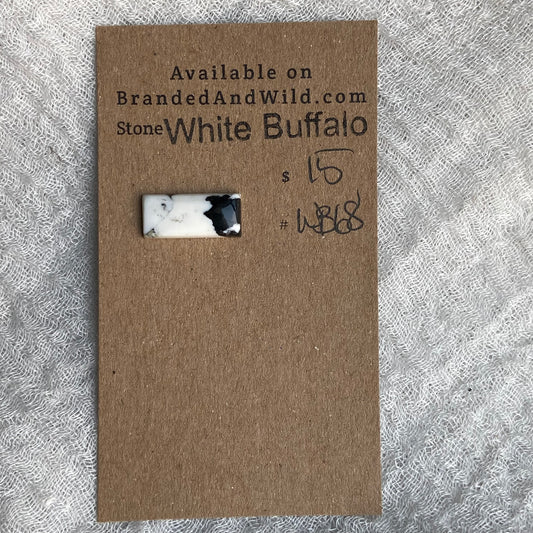 Available on
BrandedAndWild.com
Stone White Buffalo
$ 15
# WB68